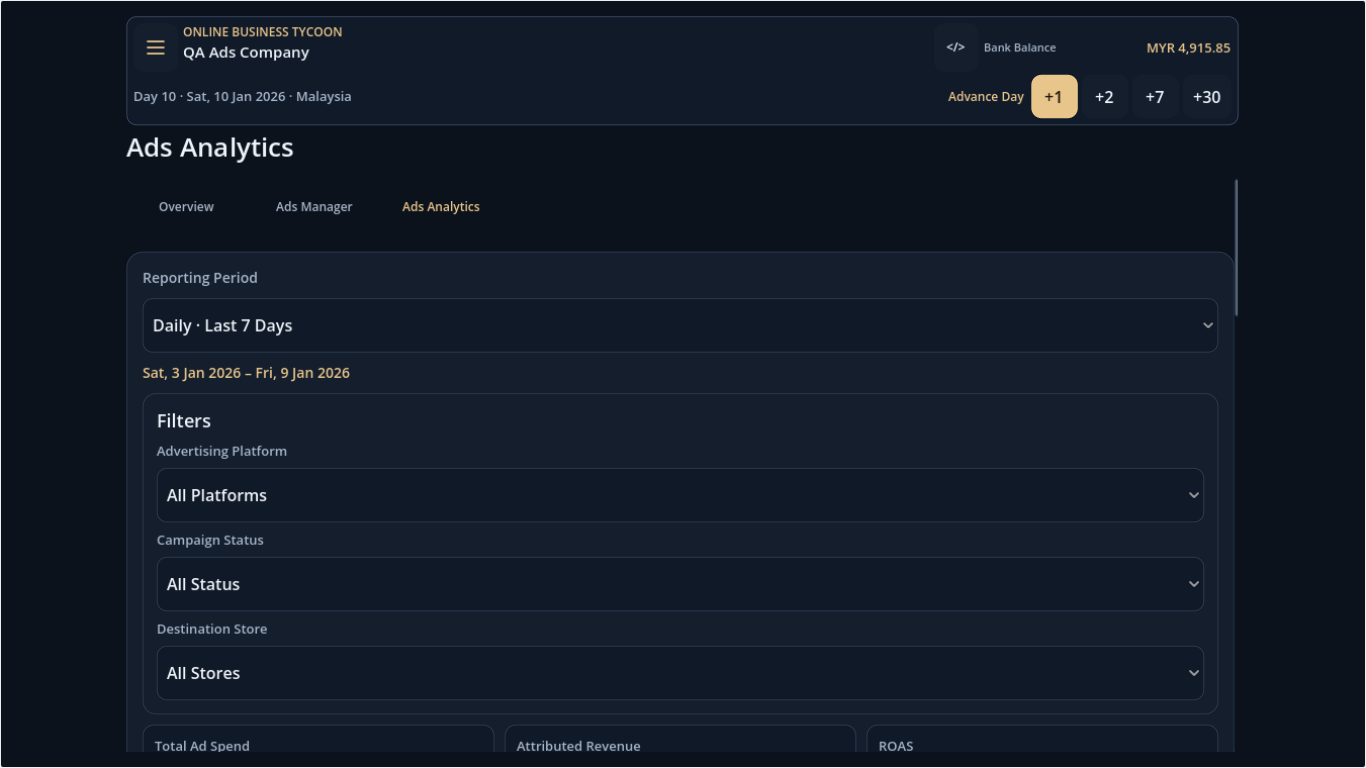 ONLINE BUSINESS TYCOON
QA Ads Company
</> Bank Balance MYR 4,915.85
Day 10 · Sat, 10 Jan 2026 · Malaysia
Advance Day +1 +2 +7 +30
Ads Analytics
Overview Ads Manager Ads Analytics
Reporting Period
Daily · Last 7 Days
Sat, 3 Jan 2026 – Fri, 9 Jan 2026
Filters
Advertising Platform
All Platforms
Campaign Status
All Status
Destination Store
All Stores
Total Ad Spend Attributed Revenue ROAS